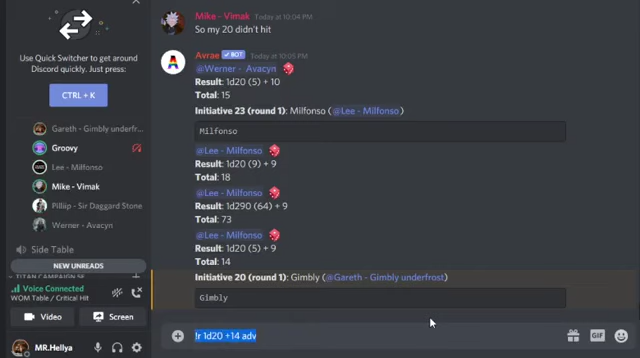 Use Quick Switcher to get around
Discord quickly. Just press:
CTRL + K
Gareth - Gimbly underfr...
Groovy
Lee - Milfonso
Mike - Vimak
Pilliip - Sir Daggard Stone
Werner - Avacyn
Side Table
NEW UNREADS
Voice Connected
WOM Table / Critical Hit
Video
Screen
MR.Hellya
Mike - Vimak Today at 10:04 PM
So my 20 didn't hit
Avrae BOT Today at 10:05 PM
@Werner - Avacyn
Result: 1d20 (5) + 10
Total: 15
Initiative 23 (round 1): Milfonso (@Lee - Milfonso)
Milfonso
@Lee - Milfonso
Result: 1d20 (9) + 9
Total: 18
@Lee - Milfonso
Result: 1d290 (64) + 9
Total: 73
@Lee - Milfonso
Result: 1d20 (5) + 9
Total: 14
Initiative 20 (round 1): Gimbly (@Gareth - Gimbly underfrost)
Gimbly
!r 1d20 +14 adv
GIF